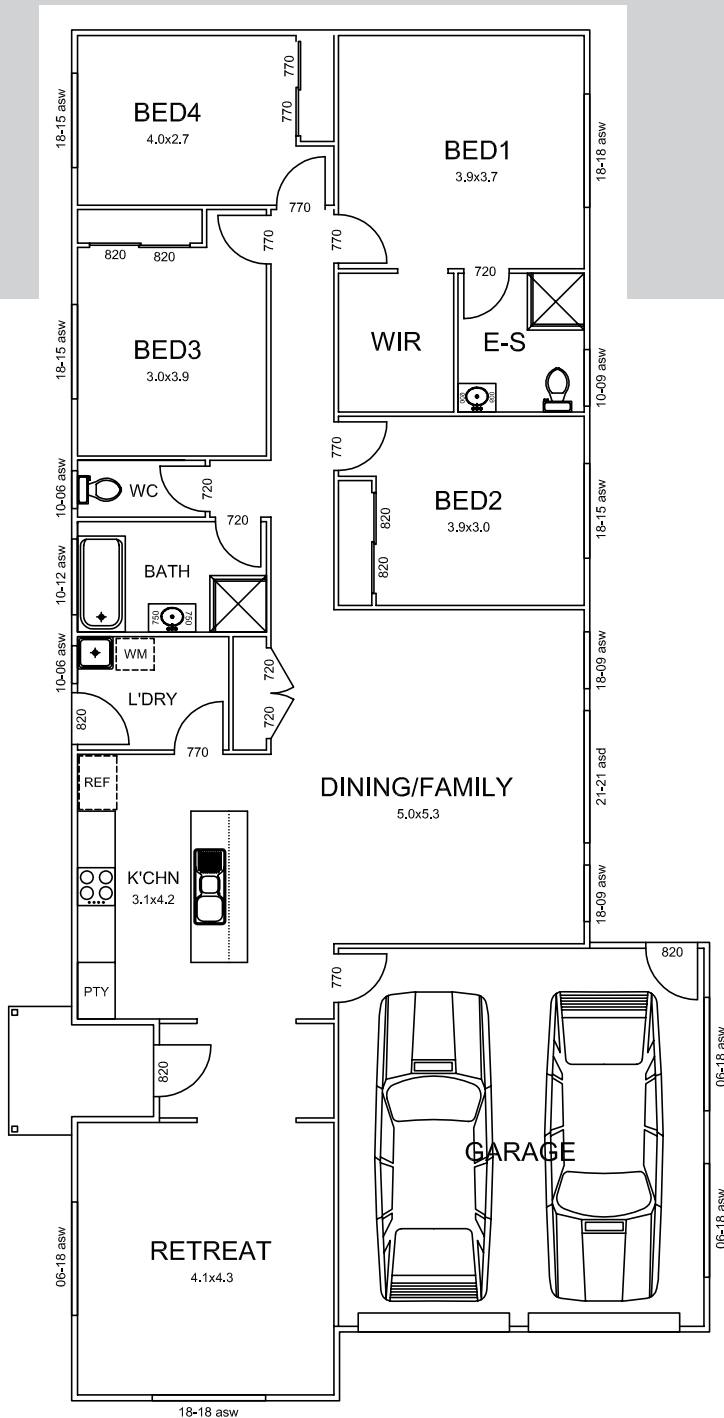 BED4
4.0x2.7
770
770
18-15 asw
BED1
3.9x3.7
18-18 asw
770
770
770
820 820
720
BED3
3.0x3.9
18-15 asw
WIR
E-S
10-09 asw
770
WC
720
10-06 asw
720
BED2
3.9x3.0
820
820
18-15 asw
BATH
750
750
10-12 asw
WM
L'DRY
10-06 asw
820
720
720
770
18-09 asw
REF
DINING/FAMILY
5.0x5.3
21-21 asd
K'CHN
3.1x4.2
18-09 asw
PTY
770
820
820
06-18 asw
GARAGE
RETREAT
4.1x4.3
06-18 asw
06-18 asw
18-18 asw